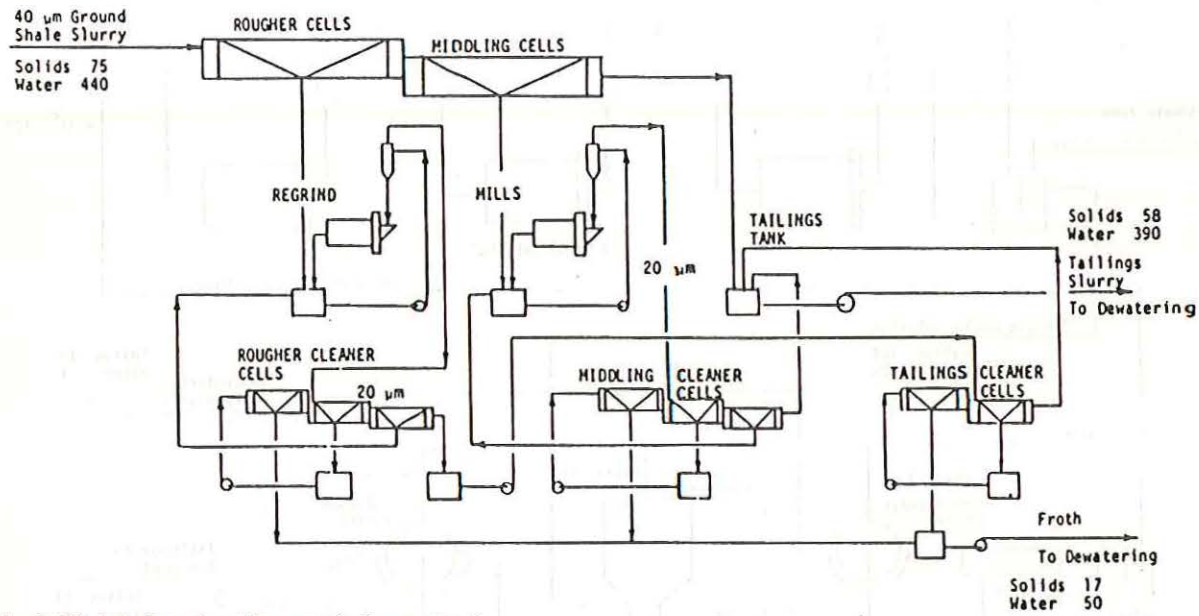 40 μm Ground
Shale Slurry
Solids 75
Water 440
ROUGHER CELLS
MIDDLING CELLS
REGRIND
MILLS
TAILINGS
TANK
Solids 58
Water 390
Tailings
Slurry
To Dewatering
20 μm
ROUGHER CLEANER
CELLS
20 μm
MIDDLING
CLEANER
CELLS
TAILINGS
CLEANER
CELLS
Froth
To Dewatering
Solids 17
Water 50